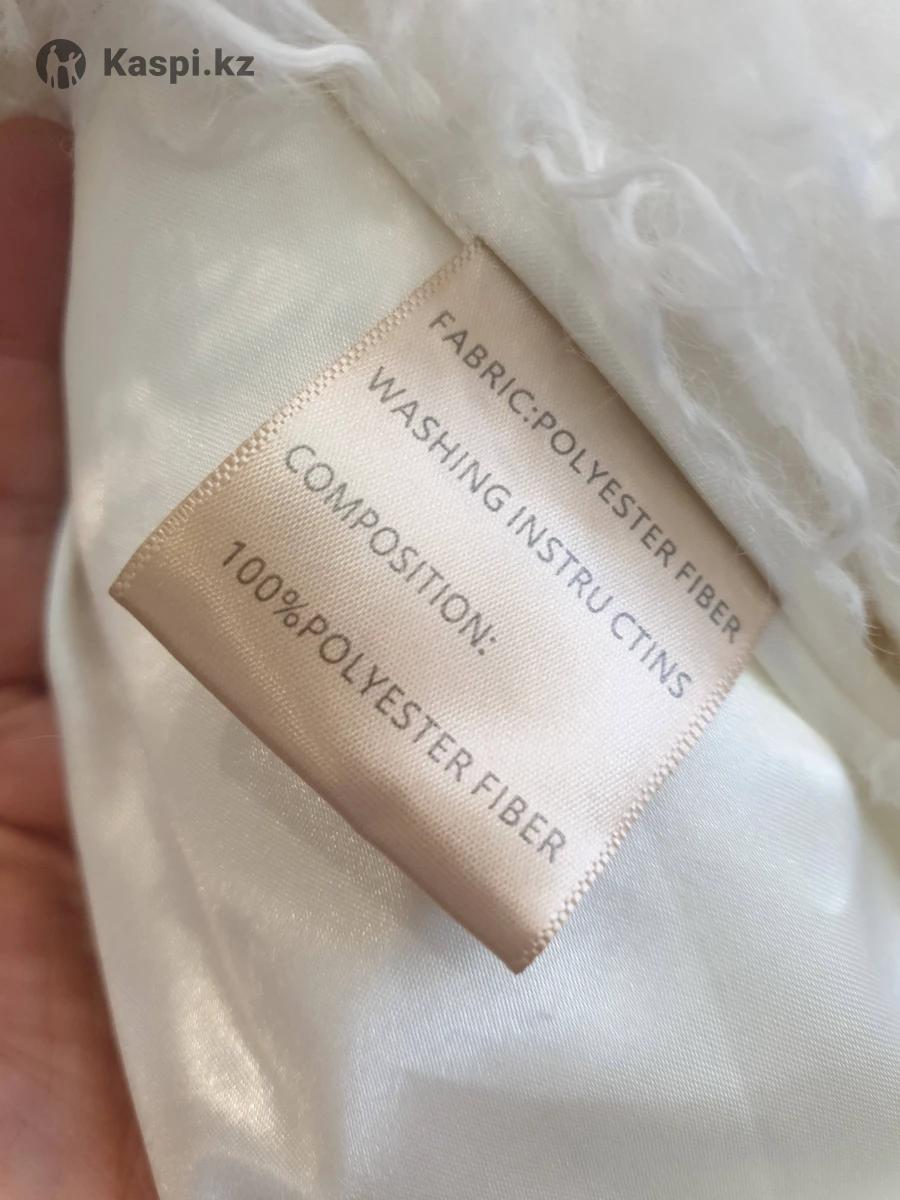 Kaspi.kz
FABRIC:POLYESTER FIBER
WASHING INSTRU CTINS
COMPOSITION:
100%POLYESTER FIBER